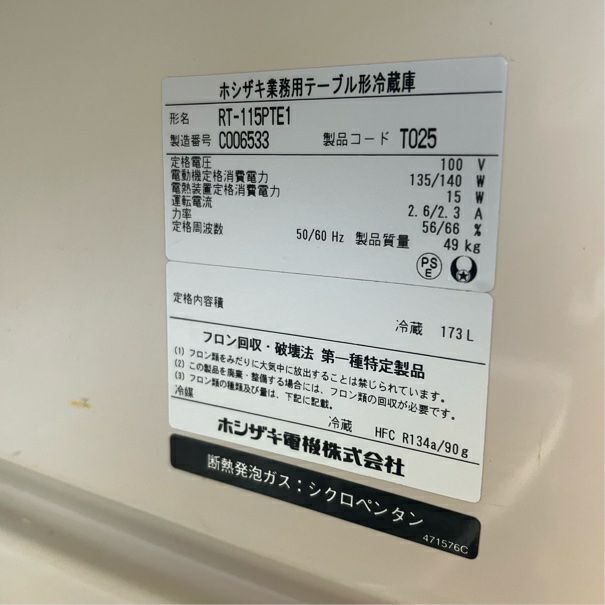 ホシザキ業務用テーブル形冷蔵庫
形名 RT-115PTE1
製造番号 C006533 製品コード T025
定格電圧 100 V
電動機定格消費電力 135/140 W
電熱装置定格消費電力 15 W
運転電流 2.6/2.3 A
力率 56/66 %
定格周波数 50/60 Hz 製品質量 49 kg
PSE
定格内容積
冷蔵 173 L
フロン回収・破壊法 第一種特定製品
(1) フロン類をみだりに大気中に放出することは禁じられています。
(2) この製品を廃棄・整備する場合には、フロン類の回収が必要です。
(3) フロン類の種類及び量は、下記に記載。
冷媒
冷蔵 HFC R134a/90g
ホシザキ電機株式会社
断熱発泡ガス：シクロペンタン
471576C